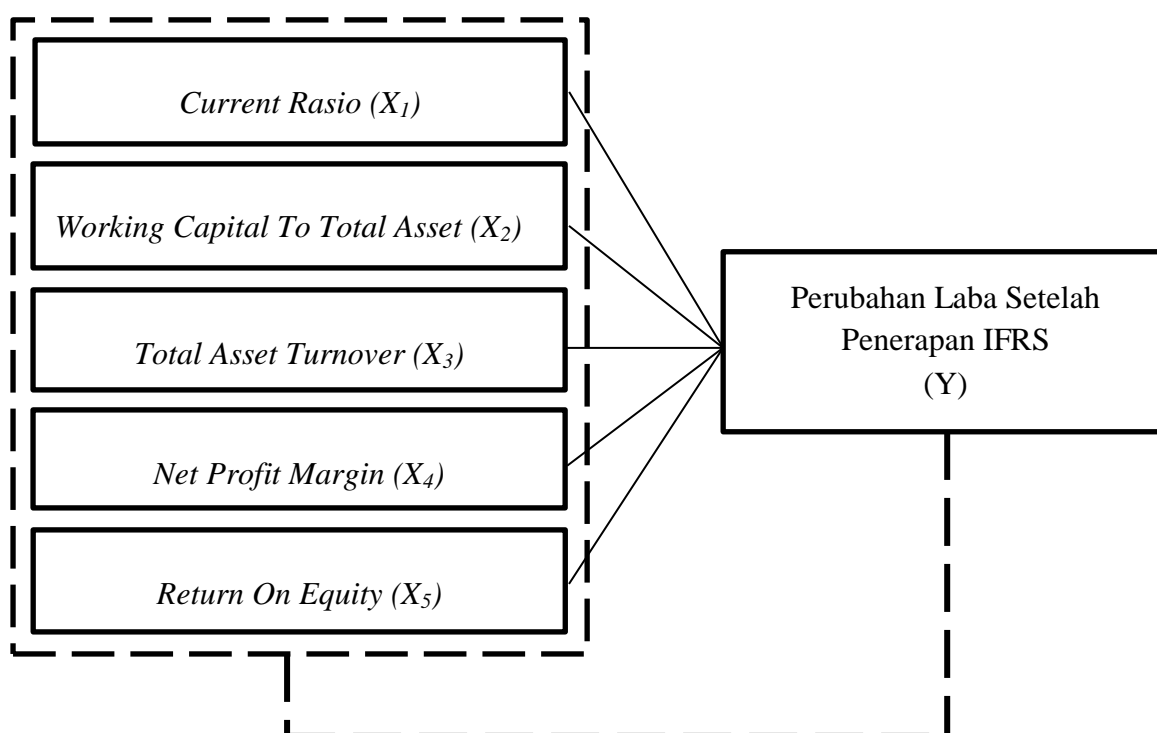 Current Rasio (X₁)
Working Capital To Total Asset (X₂)
Total Asset Turnover (X₃)
Net Profit Margin (X₄)
Return On Equity (X₅)
Perubahan Laba Setelah
Penerapan IFRS
(Y)